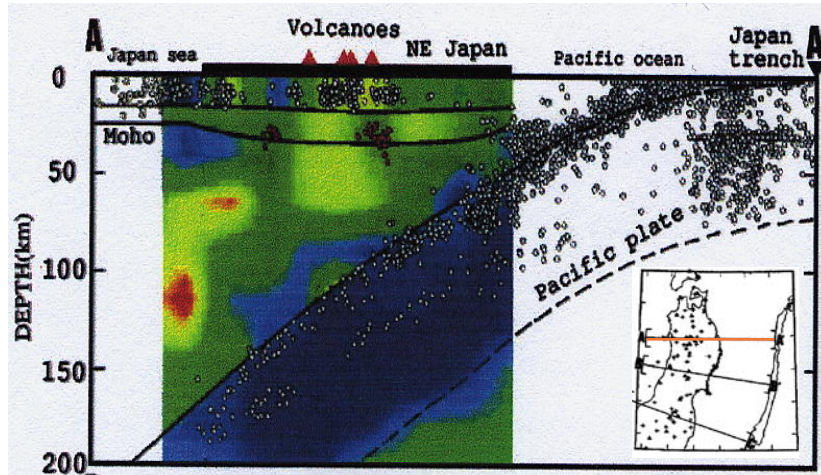 A Volcanoes A
Japan sea NE Japan Pacific ocean Japan
trench
0
Moho
50
100
150
200
DEPTH(km)
Pacific plate
A A